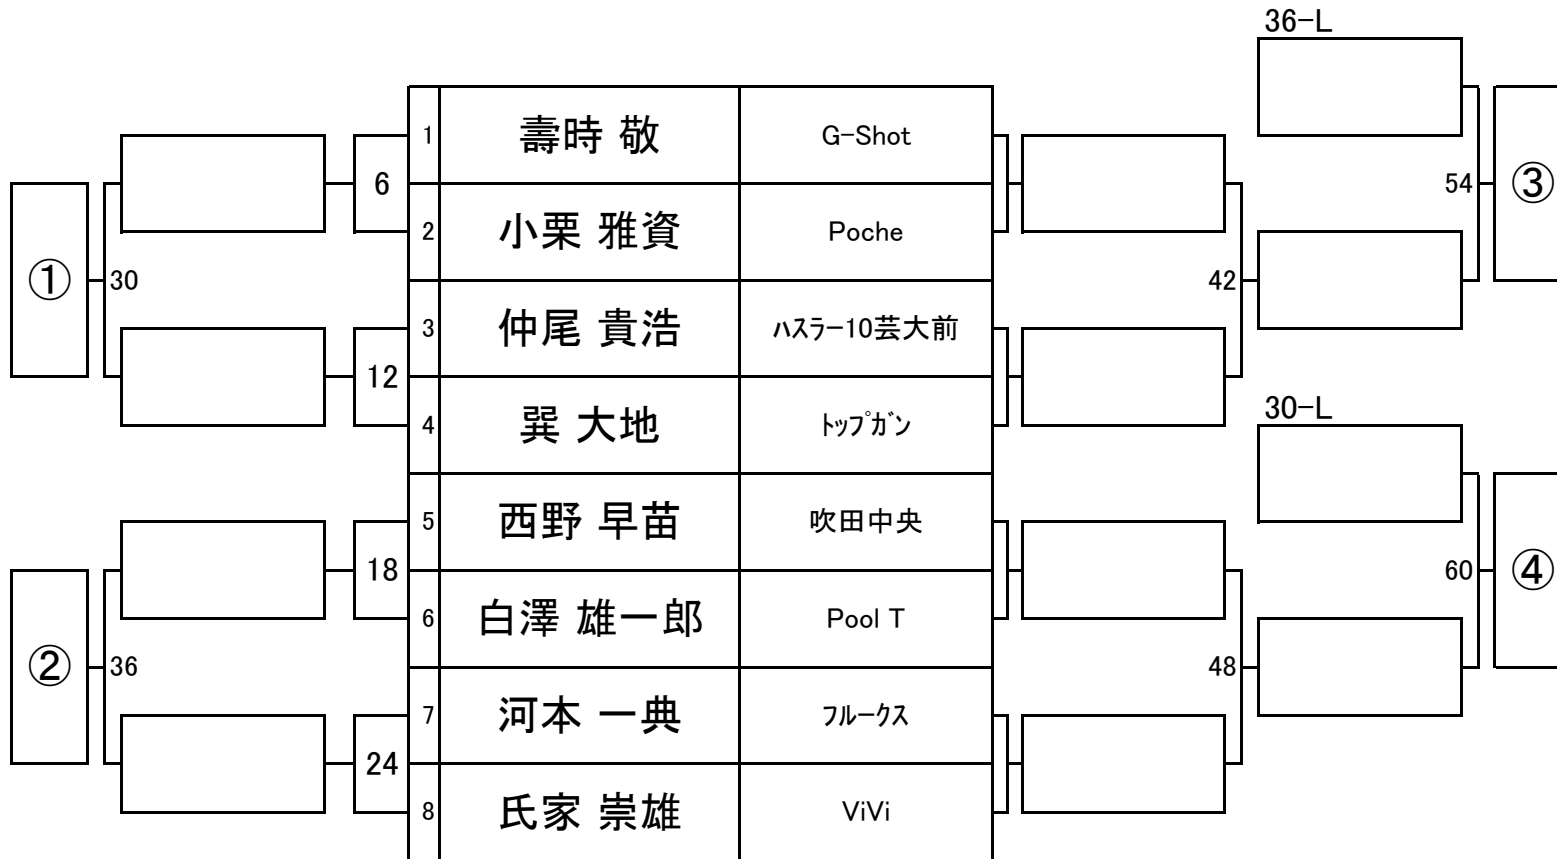 36-L
1 壽時 敬 G-Shot
6
54 ③
2 小栗 雅資 Poche
① 30
42
3 仲尾 貴浩 ﾊｽﾗｰ10芸大前
12
30-L
4 巽 大地 ﾄｯﾌﾟｶﾞﾝ
5 西野 早苗 吹田中央
18
60 ④
6 白澤 雄一郎 Pool T
② 36
48
7 河本 一典 ﾌﾙｰｸｽ
24
8 氏家 崇雄 ViVi